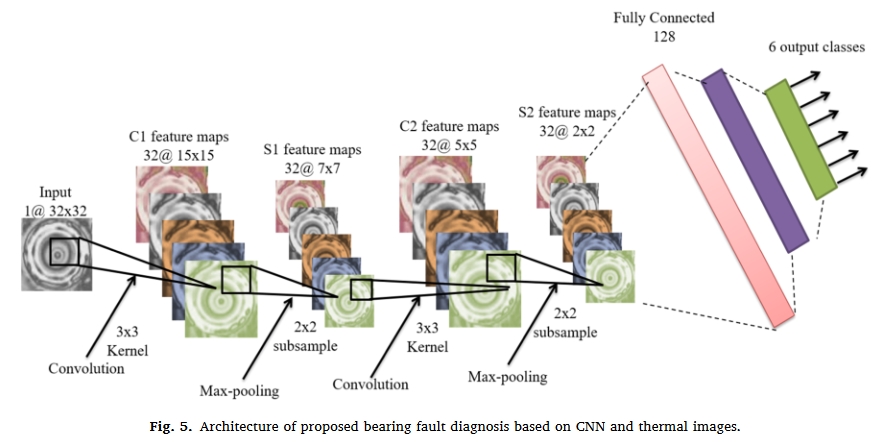 Fully Connected
128
6 output classes
C1 feature maps
32@ 15x15
S1 feature maps
32@ 7x7
C2 feature maps
32@ 5x5
S2 feature maps
32@ 2x2
Input
1@ 32x32
3x3
Kernel
Convolution
2x2
subsample
Max-pooling
3x3
Kernel
Convolution
2x2
subsample
Max-pooling
Fig. 5. Architecture of proposed bearing fault diagnosis based on CNN and thermal images.